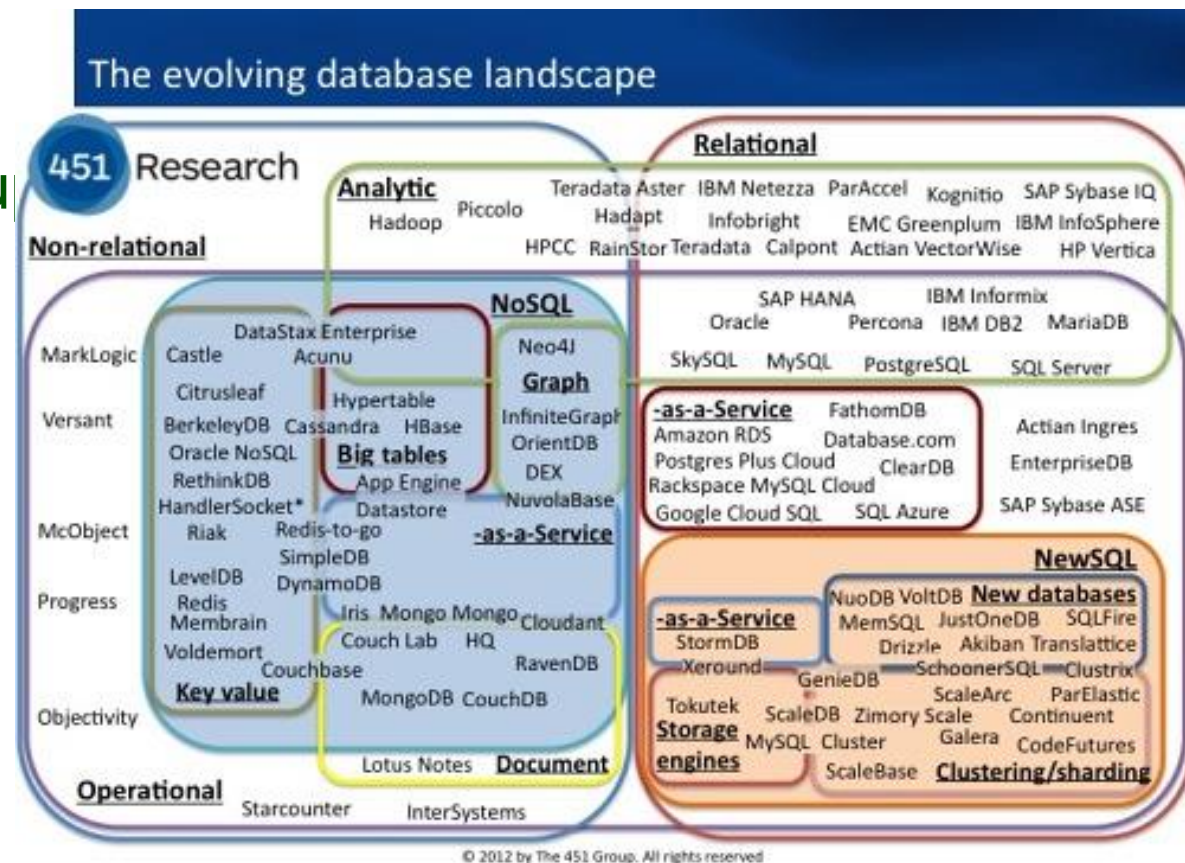 The evolving database landscape
451 Research
Relational
Analytic
Hadoop
Piccolo
Teradata Aster IBM Netezza ParAccel Kognitio SAP Sybase IQ
Hadapt Infobright EMC Greenplum IBM InfoSphere
HPCC RainStor Teradata Calpont Actian VectorWise HP Vertica
Non-relational
NoSQL
SAP HANA IBM Informix
Oracle Percona IBM DB2 MariaDB
SkySQL MySQL PostgreSQL SQL Server
MarkLogic
Versant
McObject
Progress
Objectivity
DataStax Enterprise
Castle Acunu
Citrusleaf
BerkeleyDB Cassandra HBase
Hypertable
Oracle NoSQL
Big tables
RethinkDB
App Engine
HandlerSocket*
Datastore
Riak Redis-to-go
SimpleDB
LevelDB DynamoDB
Redis
Membrain
Voldemort
Couchbase
Key value
Neo4J
Graph
InfiniteGraph
OrientDB
DEX
NuvolaBase
-as-a-Service
Iris Mongo Mongo Cloudant
Couch Lab HQ
RavenDB
MongoDB CouchDB
Lotus Notes Document
Operational
Starcounter InterSystems
-as-a-Service FathomDB
Amazon RDS Database.com
Postgres Plus Cloud ClearDB
Rackspace MySQL Cloud
Google Cloud SQL SQL Azure
Actian Ingres
EnterpriseDB
SAP Sybase ASE
NewSQL
NuoDB VoltDB New databases
-as-a-Service MemSQL JustOneDB SQLFire
StormDB Drizzle Akiban Translattice
Xeround SchoonerSQL Clustrix
GenieDB ScaleArc ParElastic
Tokutek ScaleDB Zimory Scale Continuent
Storage MySQL Cluster Galera CodeFutures
engines ScaleBase Clustering/sharding
© 2012 by The 451 Group. All rights reserved